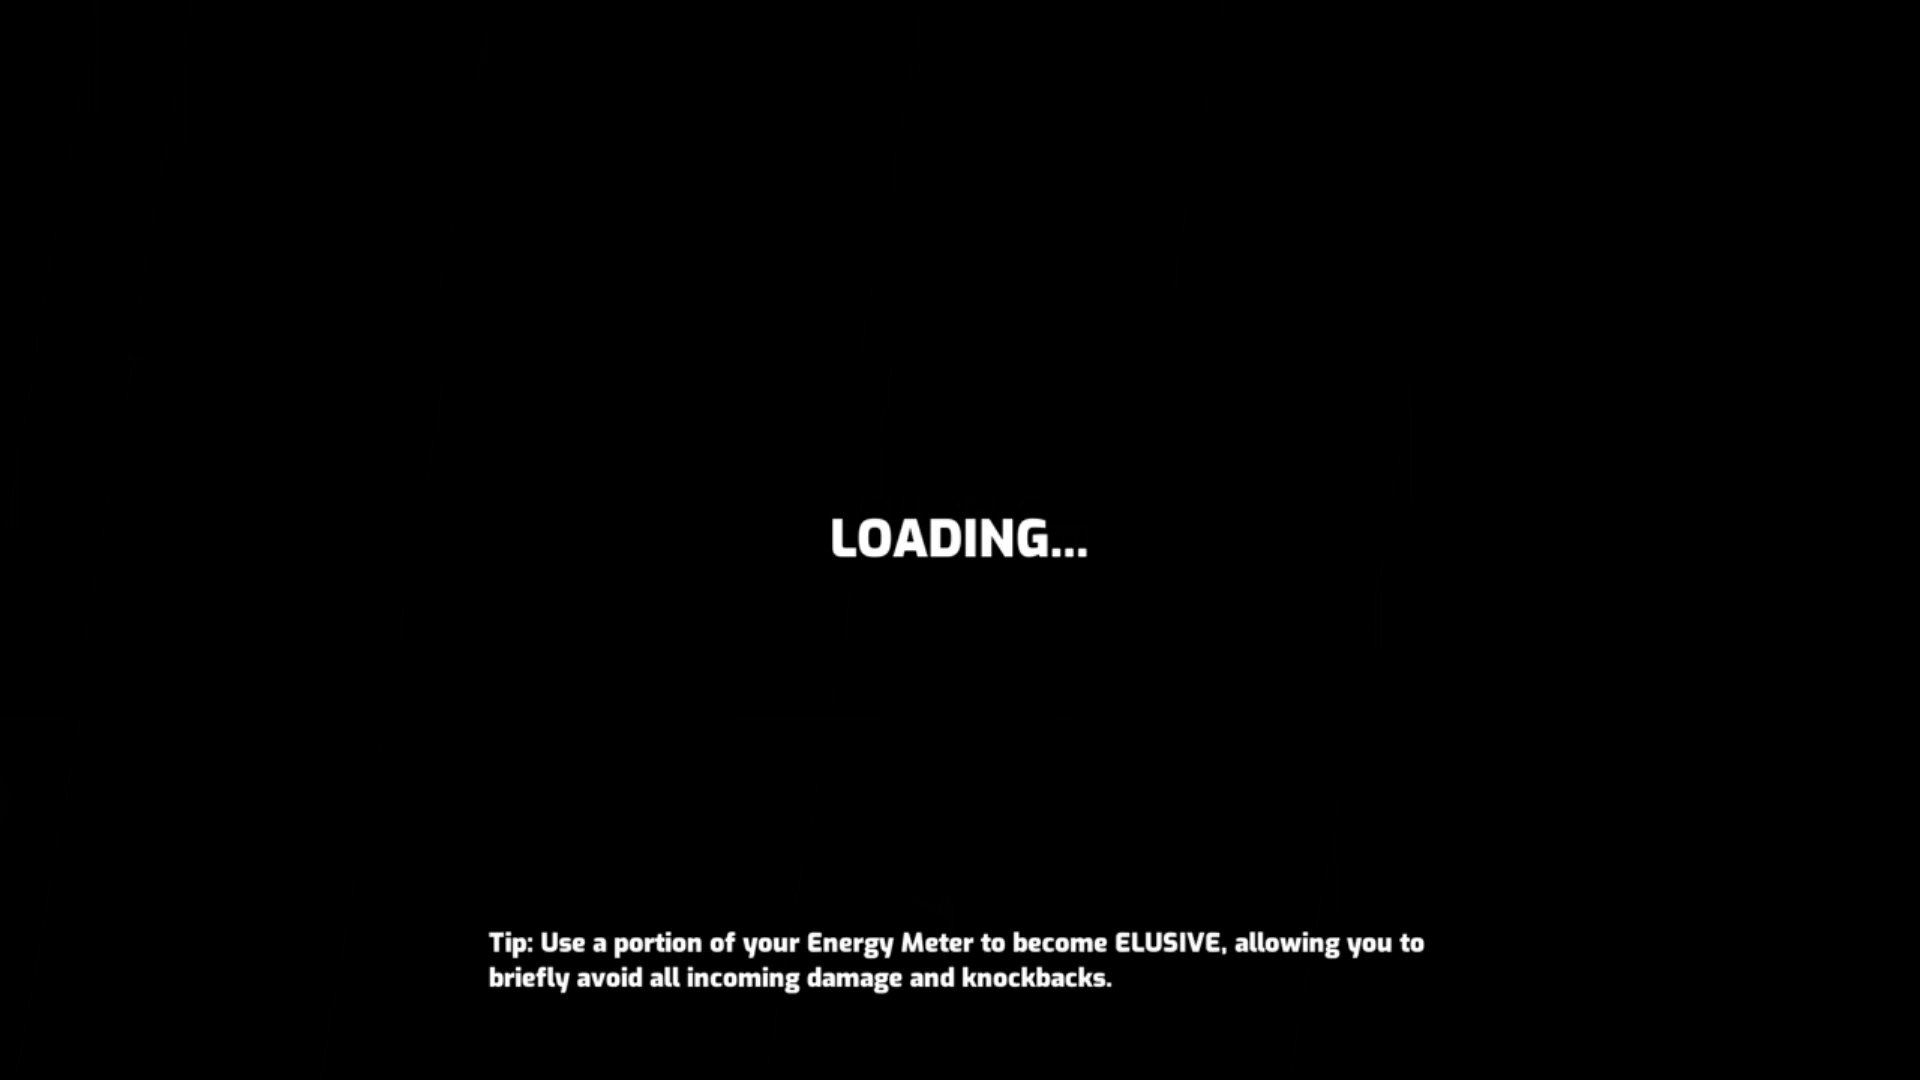 LOADING...
Tip: Use a portion of your Energy Meter to become ELUSIVE, allowing you to
briefly avoid all incoming damage and knockbacks.